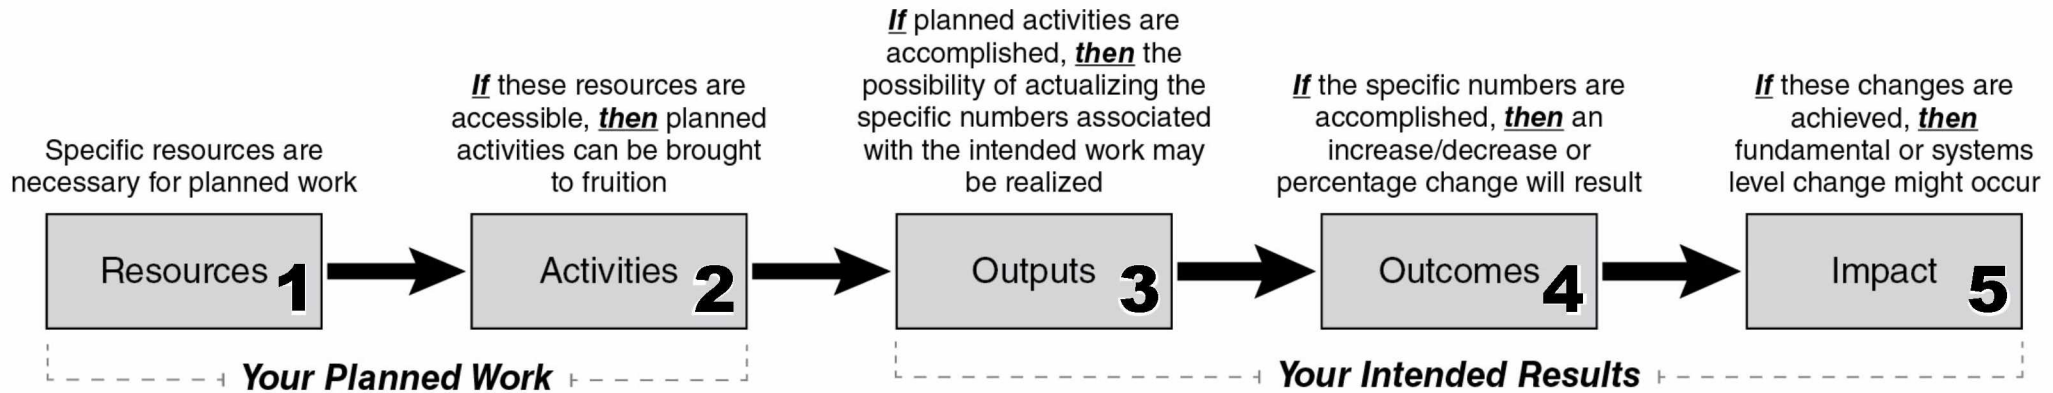 Specific resources are
necessary for planned work
If these resources are
accessible, then planned
activities can be brought
to fruition
If planned activities are
accomplished, then the
possibility of actualizing the
specific numbers associated
with the intended work may
be realized
If the specific numbers are
accomplished, then an
increase/decrease or
percentage change will result
If these changes are
achieved, then
fundamental or systems
level change might occur
Resources 1
Activities 2
Outputs 3
Outcomes 4
Impact 5
Your Planned Work
Your Intended Results